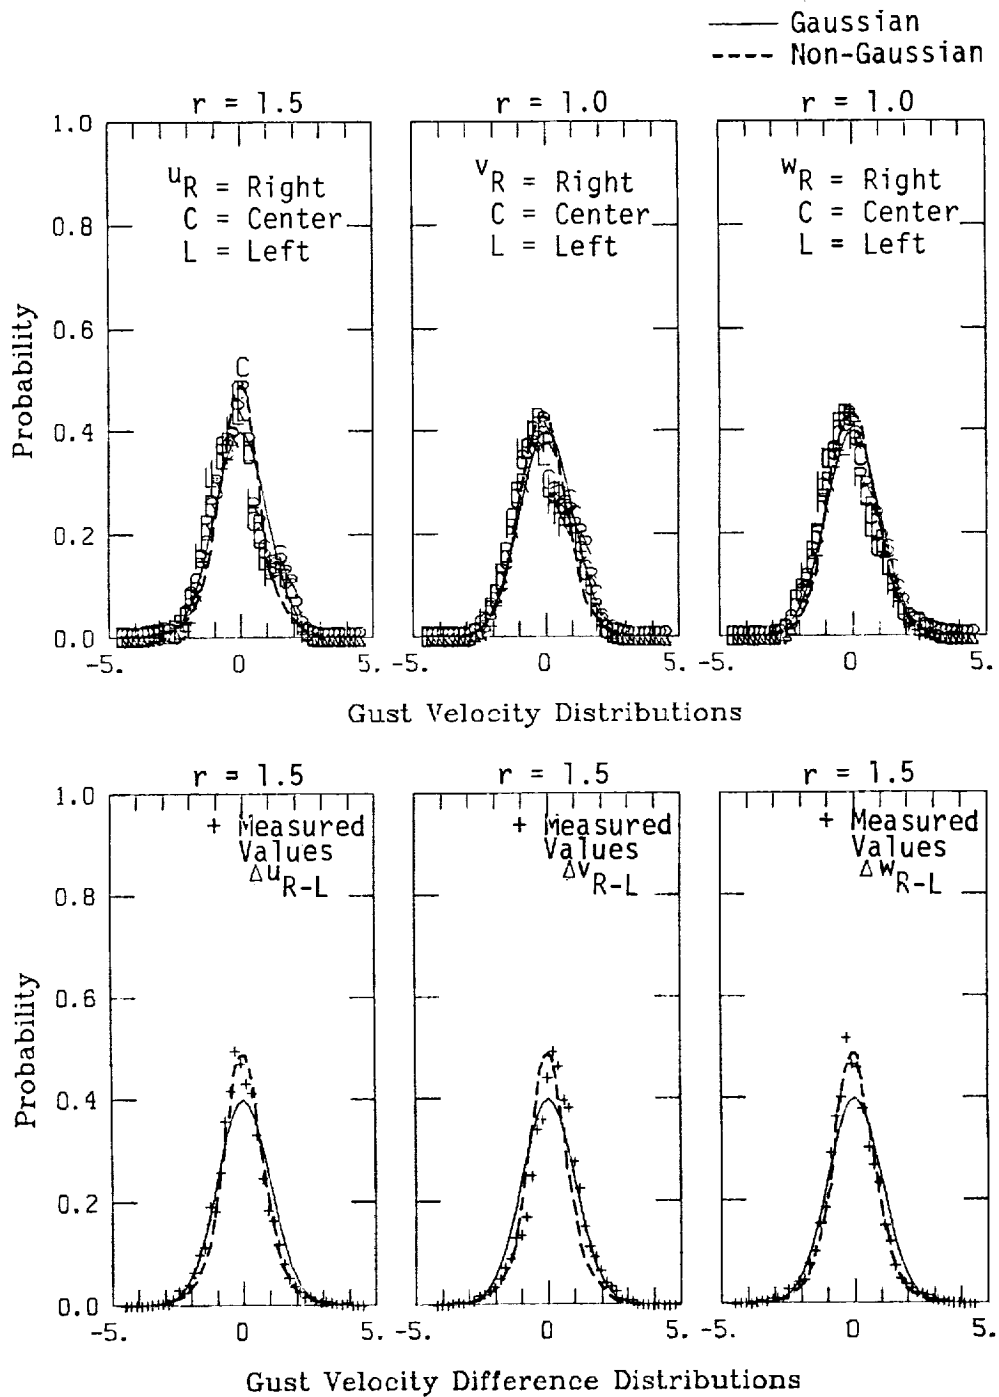 Gaussian
Non-Gaussian
r = 1.5
r = 1.0
r = 1.0
1.0
0.8
0.6
0.4
0.2
0.0
Probability
uR = Right
C = Center
L = Left
vR = Right
C = Center
L = Left
wR = Right
C = Center
L = Left
C
-5. 0 5.
-5. 0 5.
-5. 0 5.
Gust Velocity Distributions
r = 1.5
r = 1.5
r = 1.5
1.0
0.8
0.6
0.4
0.2
0.0
Probability
+ Measured
Values
ΔuR-L
+ Measured
Values
ΔvR-L
+ Measured
Values
ΔwR-L
-5. 0 5.
-5. 0 5.
-5. 0 5.
Gust Velocity Difference Distributions